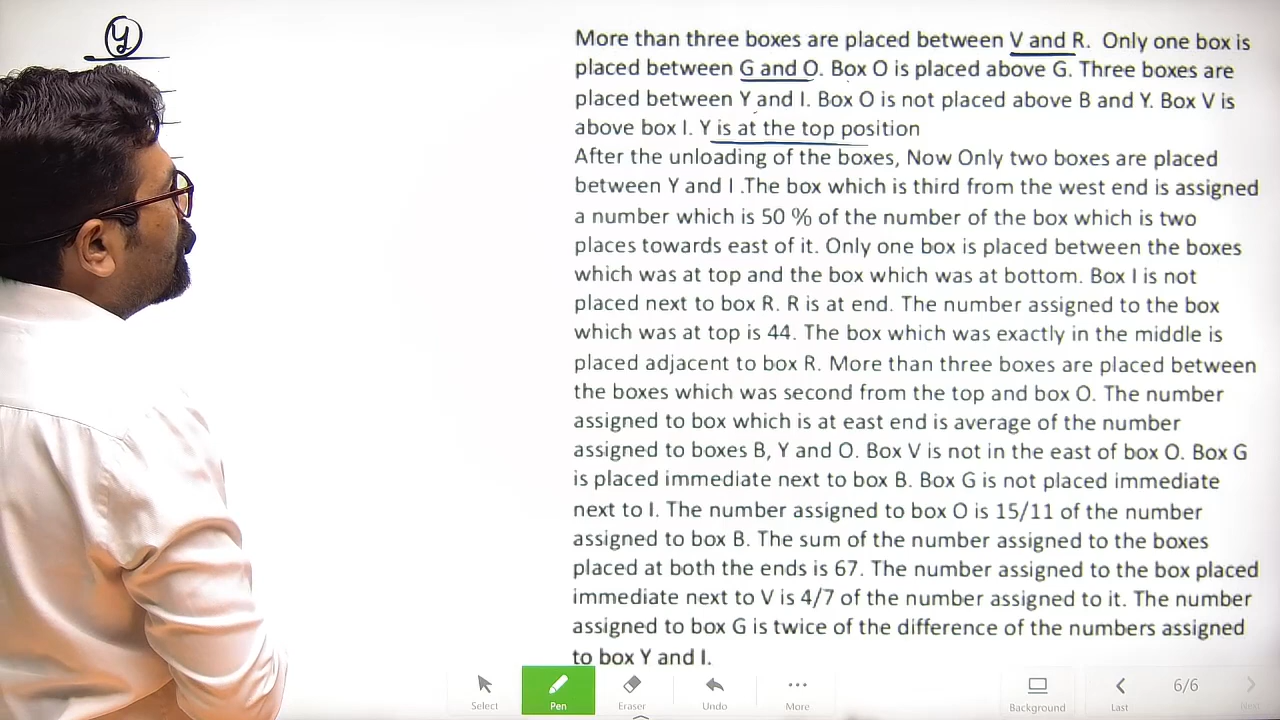 Y
More than three boxes are placed between V and R. Only one box is
placed between G and O. Box O is placed above G. Three boxes are
placed between Y and I. Box O is not placed above B and Y. Box V is
above box I. Y is at the top position
After the unloading of the boxes, Now Only two boxes are placed
between Y and I .The box which is third from the west end is assigned
a number which is 50 % of the number of the box which is two
places towards east of it. Only one box is placed between the boxes
which was at top and the box which was at bottom. Box I is not
placed next to box R. R is at end. The number assigned to the box
which was at top is 44. The box which was exactly in the middle is
placed adjacent to box R. More than three boxes are placed between
the boxes which was second from the top and box O. The number
assigned to box which is at east end is average of the number
assigned to boxes B, Y and O. Box V is not in the east of box O. Box G
is placed immediate next to box B. Box G is not placed immediate
next to I. The number assigned to box O is 15/11 of the number
assigned to box B. The sum of the number assigned to the boxes
placed at both the ends is 67. The number assigned to the box placed
immediate next to V is 4/7 of the number assigned to it. The number
assigned to box G is twice of the difference of the numbers assigned
to box Y and I.
Select Pen Eraser Undo More Background Last 6/6 Next